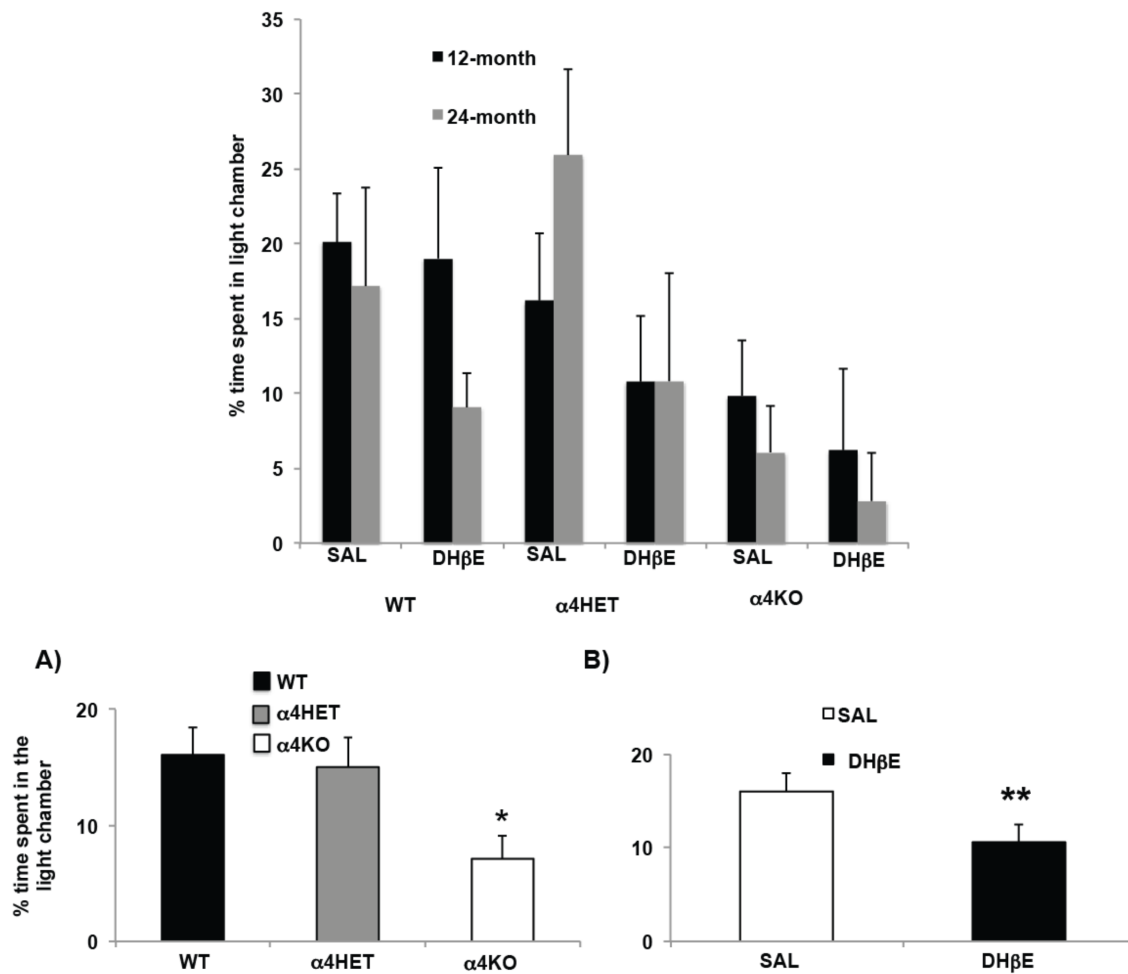 35
30
25
20
15
10
5
0
% time spent in light chamber
12-month
24-month
SAL
DHβE
SAL
DHβE
SAL
DHβE
WT
α4HET
α4KO
A)
WT
α4HET
α4KO
20
10
0
% time spent in the
light chamber
*
WT
α4HET
α4KO
B)
SAL
DHβE
20
10
0
**
SAL
DHβE